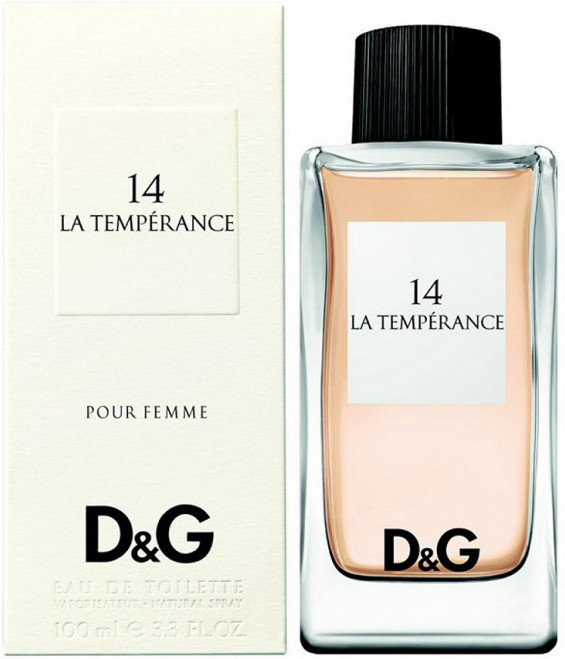 14
LA TEMPÉRANCE
POUR FEMME
D&G
EAU DE TOILETTE
VAPORISATEUR - NATURAL SPRAY
100 ml ℮ 3.3 FL.OZ.
14
LA TEMPÉRANCE
D&G